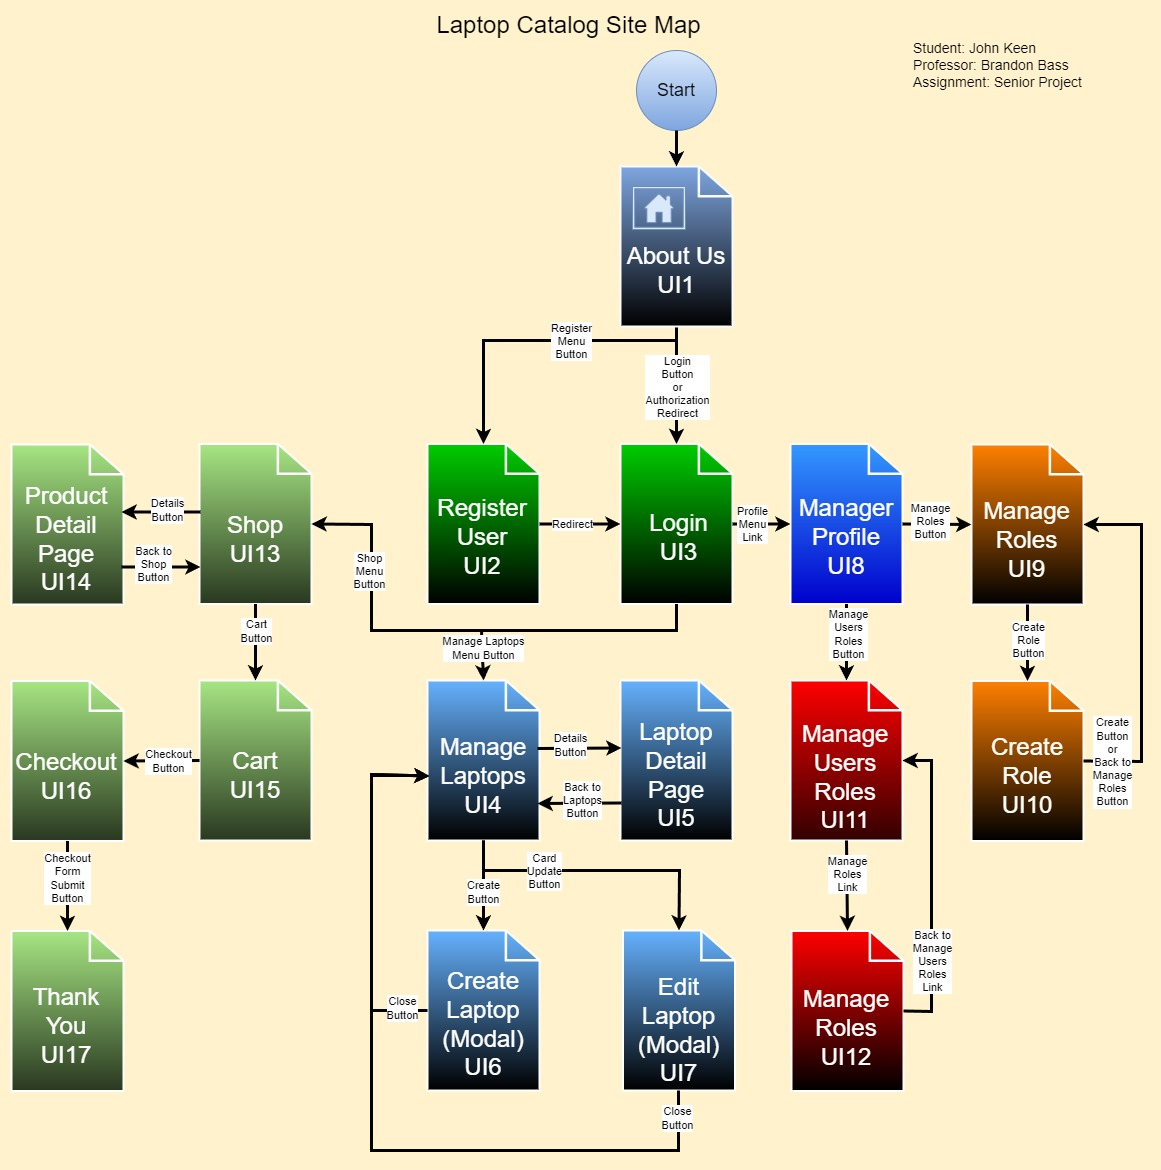 Laptop Catalog Site Map
Student: John Keen
Professor: Brandon Bass
Assignment: Senior Project
Start
About Us
UI1
Register
Menu
Button
Login
Button
or
Authorization
Redirect
Product
Detail
Page
UI14
Details
Button
Back to
Shop
Button
Shop
UI13
Shop
Menu
Button
Register
User
UI2
Redirect
Login
UI3
Profile
Menu
Link
Manager
Profile
UI8
Manage
Roles
Button
Manage
Roles
UI9
Cart
Button
Manage Laptops
Menu Button
Manage
Users
Roles
Button
Create
Role
Button
Checkout
UI16
Checkout
Button
Cart
UI15
Manage
Laptops
UI4
Details
Button
Back to
Laptops
Button
Laptop
Detail
Page
UI5
Manage
Users
Roles
UI11
Create
Role
UI10
Create
Button
or
Back to
Manage
Roles
Button
Checkout
Form
Submit
Button
Create
Button
Card
Update
Button
Manage
Roles
Link
Thank
You
UI17
Close
Button
Create
Laptop
(Modal)
UI6
Edit
Laptop
(Modal)
UI7
Manage
Roles
UI12
Back to
Manage
Users
Roles
Link
Close
Button